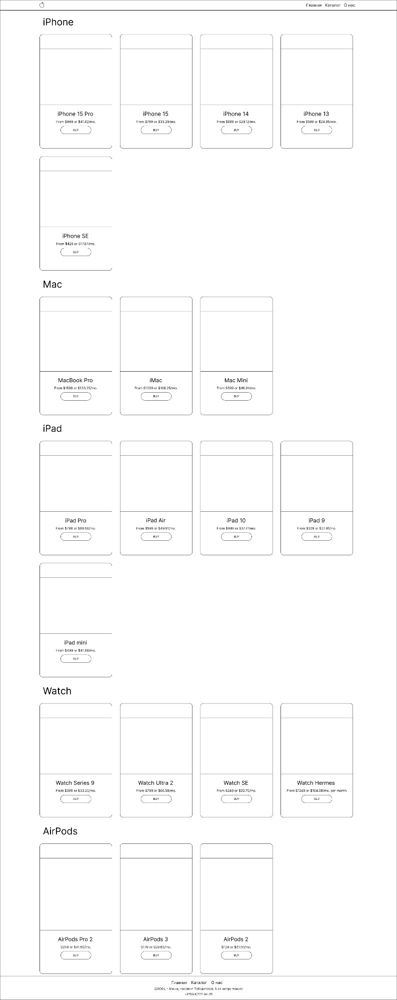 Главная Каталог О нас
iPhone
iPhone 15 Pro
From $999 or $41.62/mo.
BUY
iPhone 15
From $799 or $33.29/mo.
BUY
iPhone 14
From $699 or $29.12/mo.
BUY
iPhone 13
From $599 or $24.95/mo.
BUY
iPhone SE
From $429 or $17.87/mo.
BUY
Mac
MacBook Pro
From $1599 or $133.25/mo.
BUY
iMac
From $1299 or $108.25/mo.
BUY
Mac Mini
From $599 or $49.91/mo.
BUY
iPad
iPad Pro
From $799 or $66.58/mo.
BUY
iPad Air
From $599 or $49.91/mo.
BUY
iPad 10
From $449 or $37.41/mo.
BUY
iPad 9
From $329 or $27.41/mo.
BUY
iPad mini
From $499 or $41.58/mo.
BUY
Watch
Watch Series 9
From $399 or $33.25/mo.
BUY
Watch Ultra 2
From $799 or $66.58/mo.
BUY
Watch SE
From $249 or $20.75/mo.
BUY
Watch Hermes
From $1249 or $104.08/mo. per month
BUY
AirPods
AirPods Pro 2
$249 or $41.50/mo.
BUY
AirPods 3
$179 or $29.83/mo.
BUY
AirPods 2
$129 or $21.50/mo.
BUY
Главная Каталог О нас
220004, г. Минск, проспект Победителей, 9, ст. метро Немига
+375(44)777-44-35